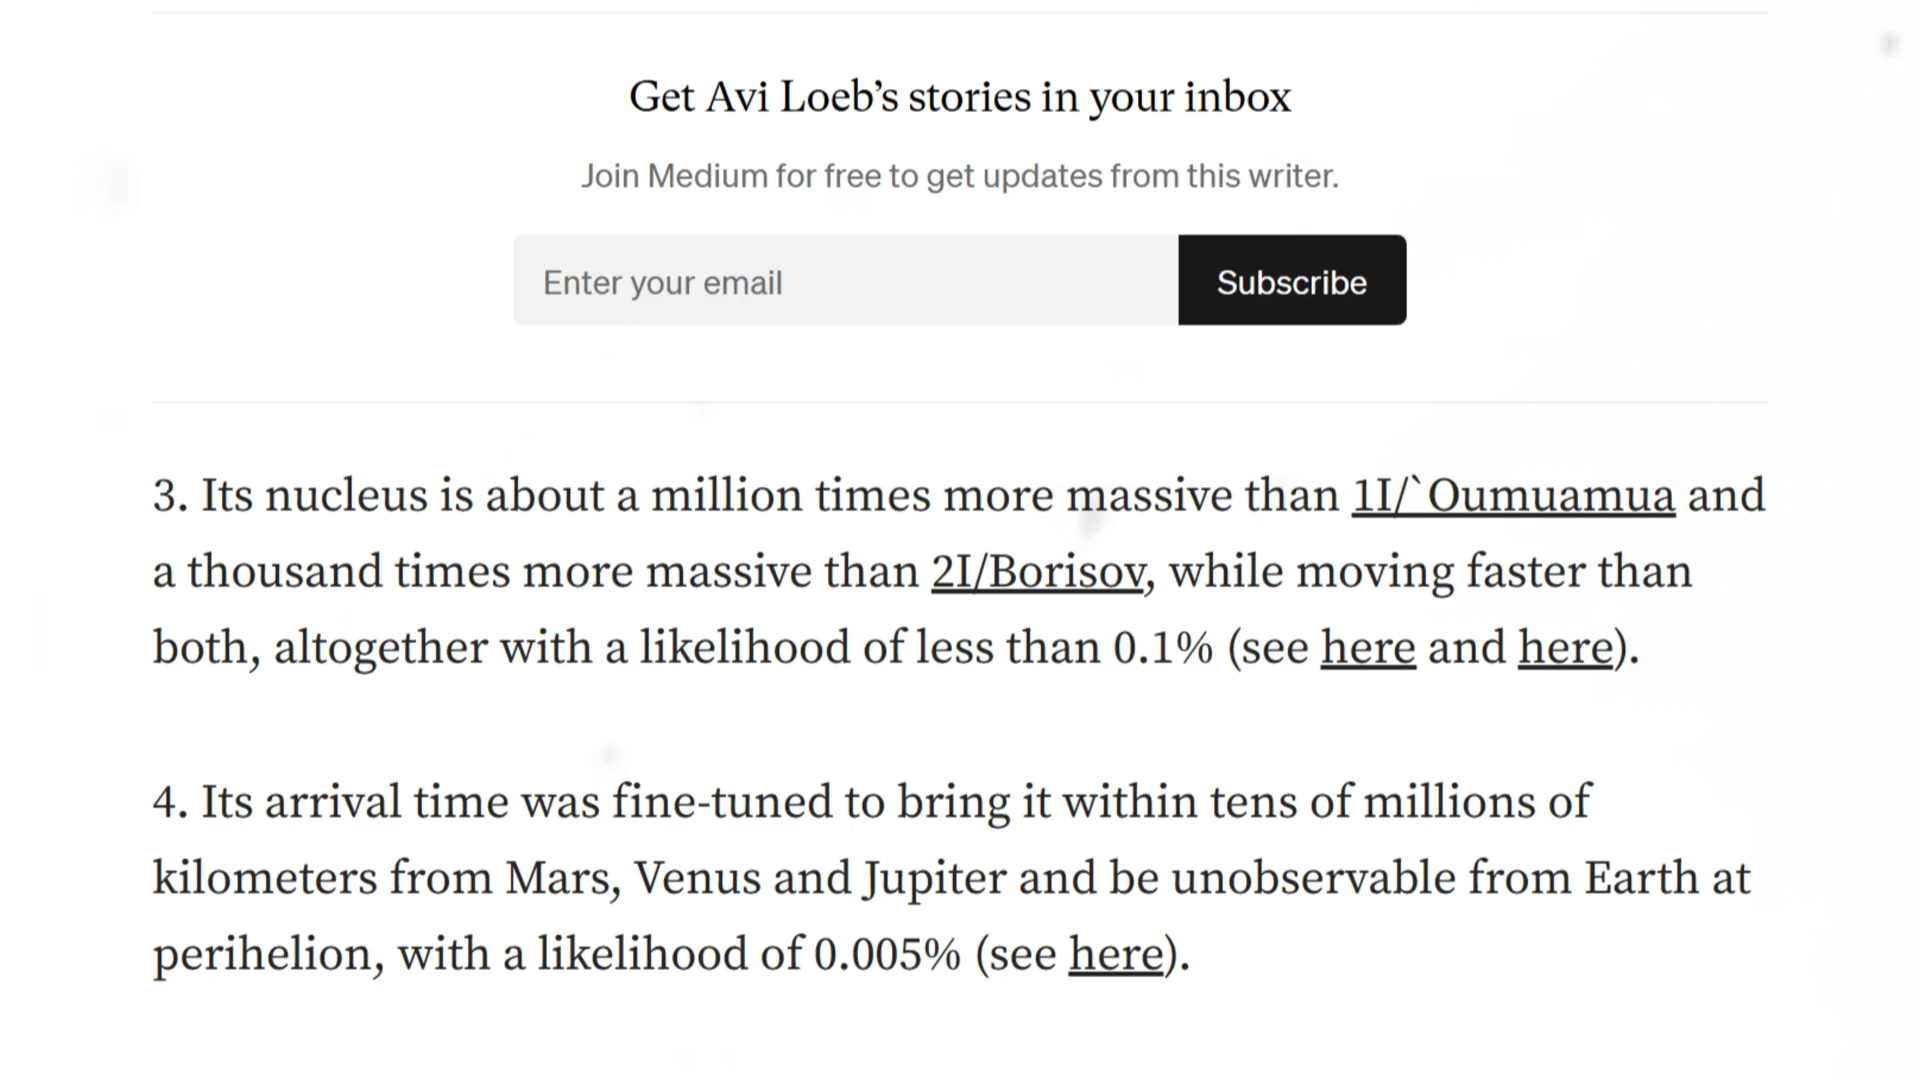 Get Avi Loeb’s stories in your inbox
Join Medium for free to get updates from this writer.
Enter your email
Subscribe
3. Its nucleus is about a million times more massive than 1I/`Oumuamua and
a thousand times more massive than 2I/Borisov, while moving faster than
both, altogether with a likelihood of less than 0.1% (see here and here).
4. Its arrival time was fine-tuned to bring it within tens of millions of
kilometers from Mars, Venus and Jupiter and be unobservable from Earth at
perihelion, with a likelihood of 0.005% (see here).